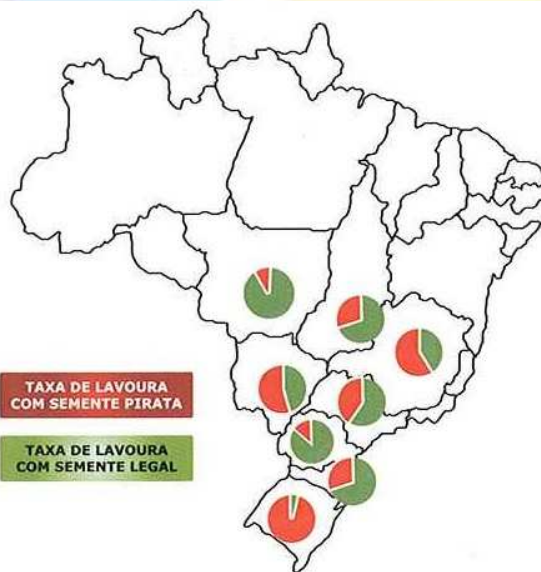 TAXA DE LAVOURA
COM SEMENTE PIRATA
TAXA DE LAVOURA
COM SEMENTE LEGAL